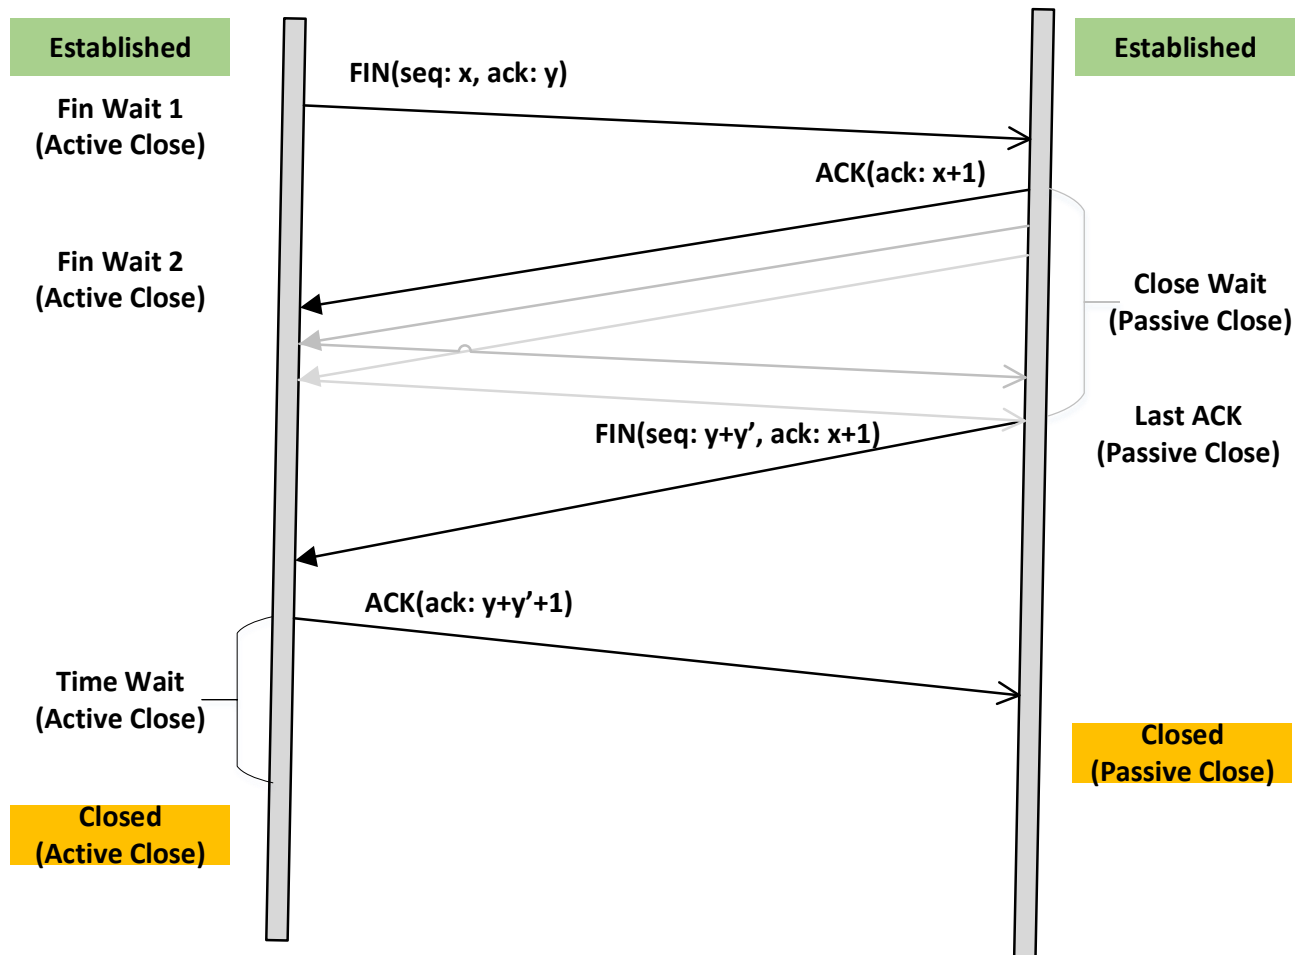 Established
Established
FIN(seq: x, ack: y)
Fin Wait 1
(Active Close)
ACK(ack: x+1)
Fin Wait 2
(Active Close)
Close Wait
(Passive Close)
FIN(seq: y+y’, ack: x+1)
Last ACK
(Passive Close)
ACK(ack: y+y’+1)
Time Wait
(Active Close)
Closed
(Passive Close)
Closed
(Active Close)